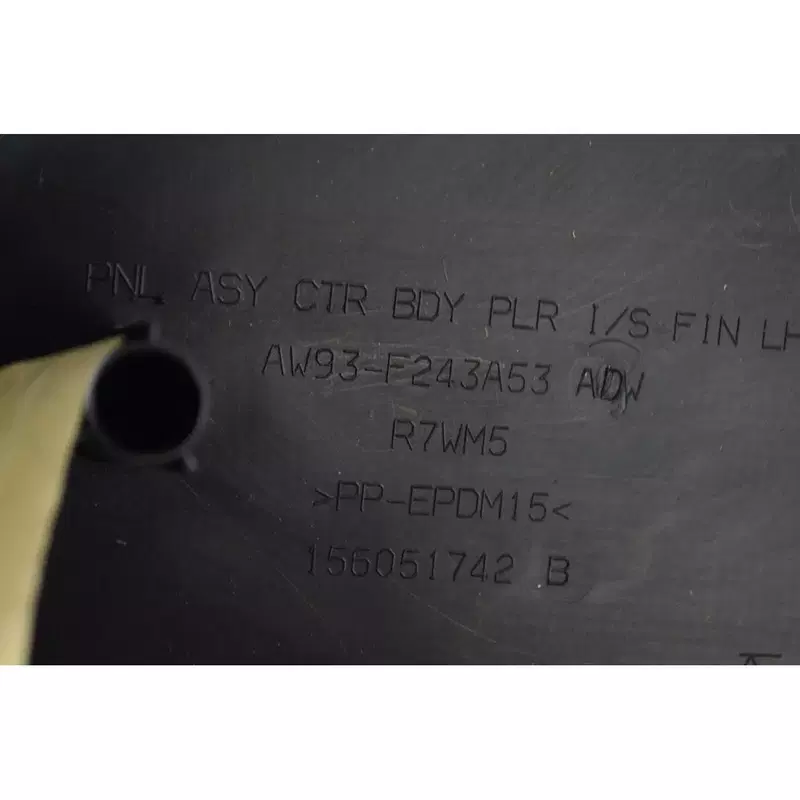 PNL ASY CTR BDY PLR I/S FIN LH
AW93-F243A53 ADW
R7WM5
>PP-EPDM15<
156051742 B